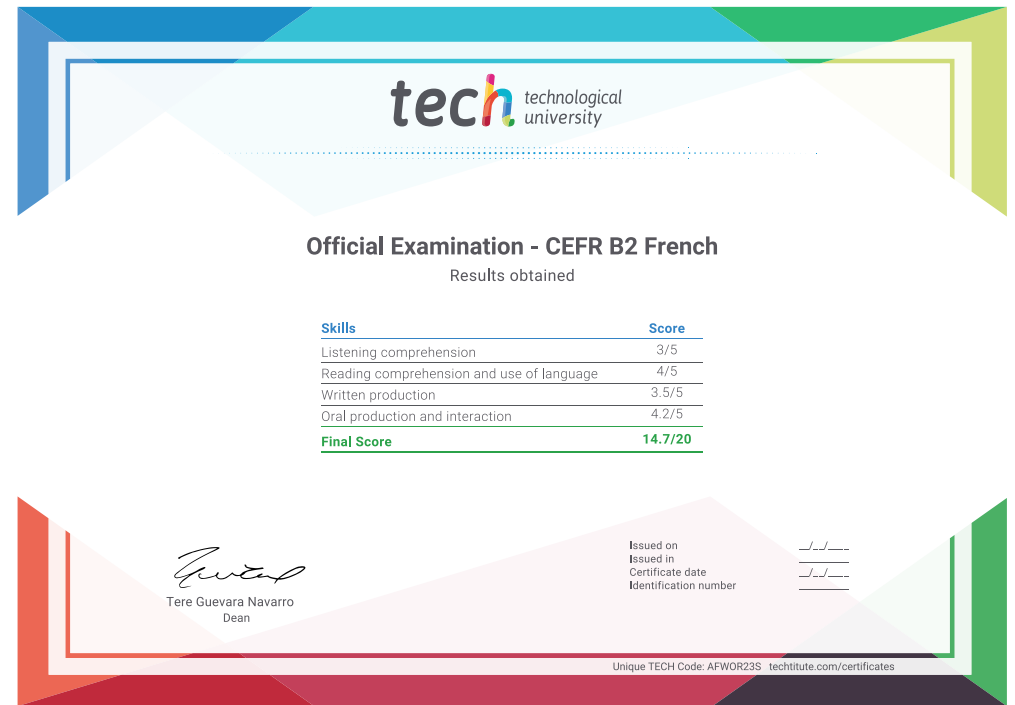 tech technological
university
Official Examination - CEFR B2 French
Results obtained
Skills Score
Listening comprehension 3/5
Reading comprehension and use of language 4/5
Written production 3.5/5
Oral production and interaction 4.2/5
Final Score 14.7/20
Issued on __/__/____
Issued in ________
Certificate date __/__/____
Identification number ________
Tere Guevara Navarro
Dean
Unique TECH Code: AFWOR23S techtitute.com/certificates